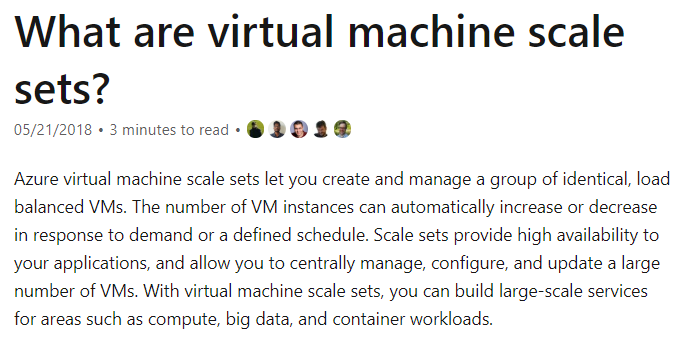 What are virtual machine scale
sets?
05/21/2018 • 3 minutes to read •
Azure virtual machine scale sets let you create and manage a group of identical, load
balanced VMs. The number of VM instances can automatically increase or decrease
in response to demand or a defined schedule. Scale sets provide high availability to
your applications, and allow you to centrally manage, configure, and update a large
number of VMs. With virtual machine scale sets, you can build large-scale services
for areas such as compute, big data, and container workloads.